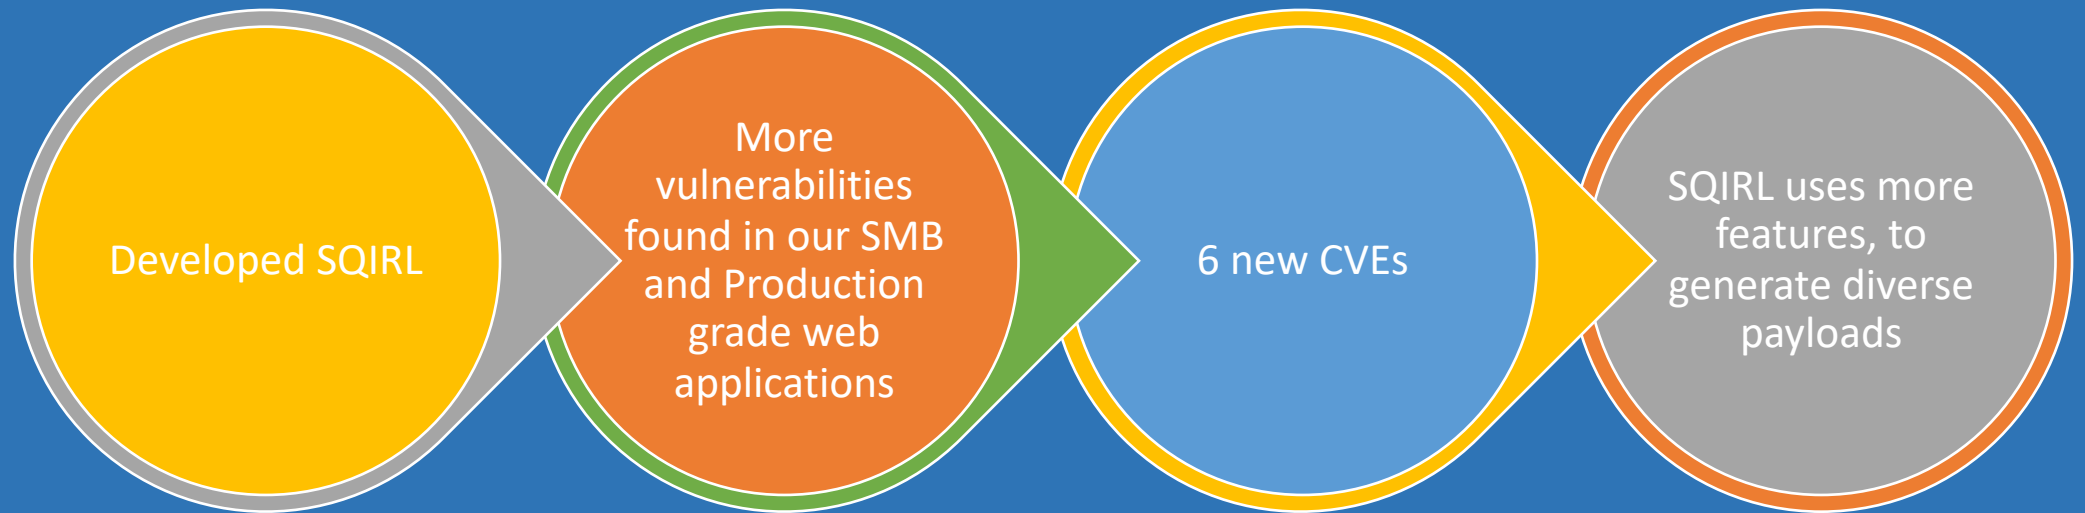 Developed SQIRL
More
vulnerabilities
found in our SMB
and Production
grade web
applications
6 new CVEs
SQIRL uses more
features, to
generate diverse
payloads